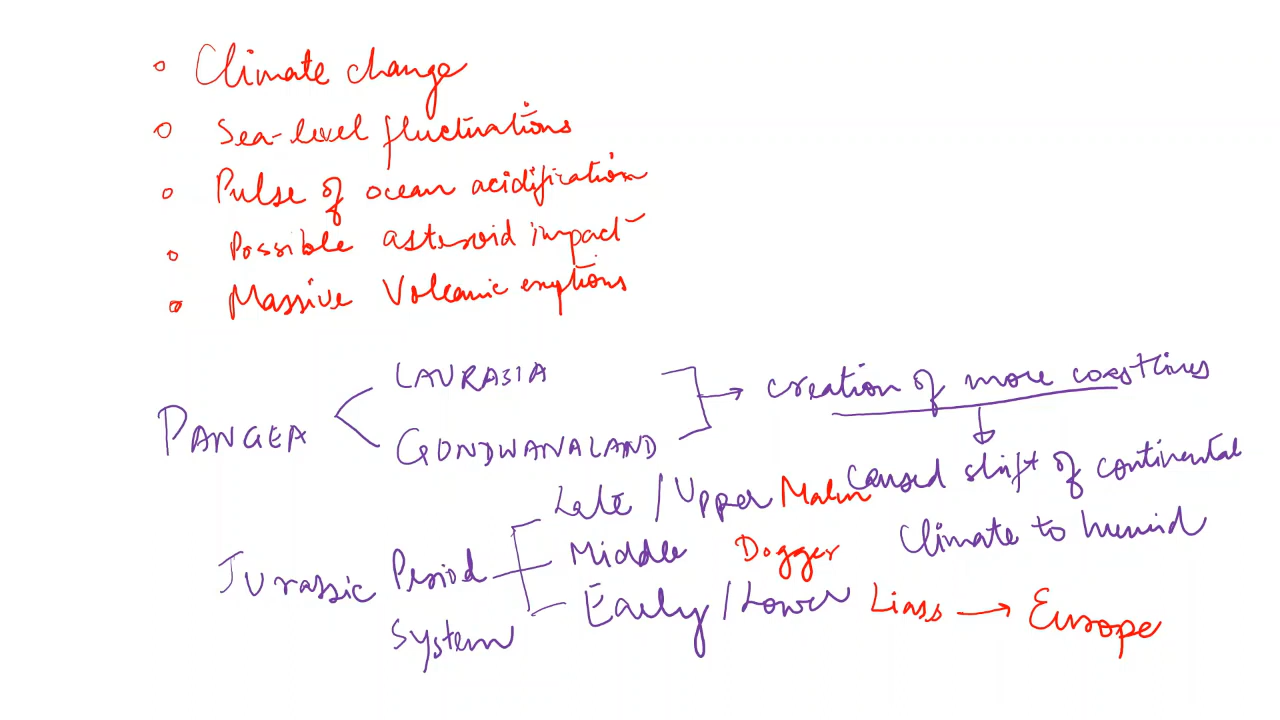 Climate change
Sea-level fluctuations
Pulse of ocean acidification
Possible asteroid impact
Massive Volcanic eruptions
PANGEA
LAURASIA
GONDWANALAND
creation of more coastlines
caused shift of continental
Climate to humid
Jurassic Period
System
Late / Upper Malm
Middle Dogger
Early / Lower Liass → Europe